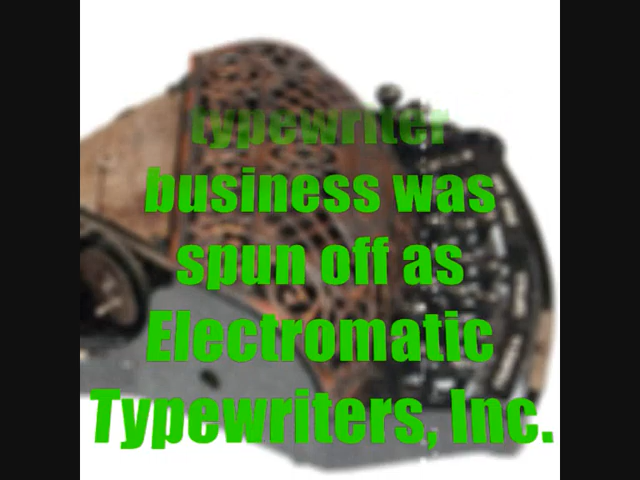 typewriter
business was
spun off as
Electromatic
Typewriters, Inc.